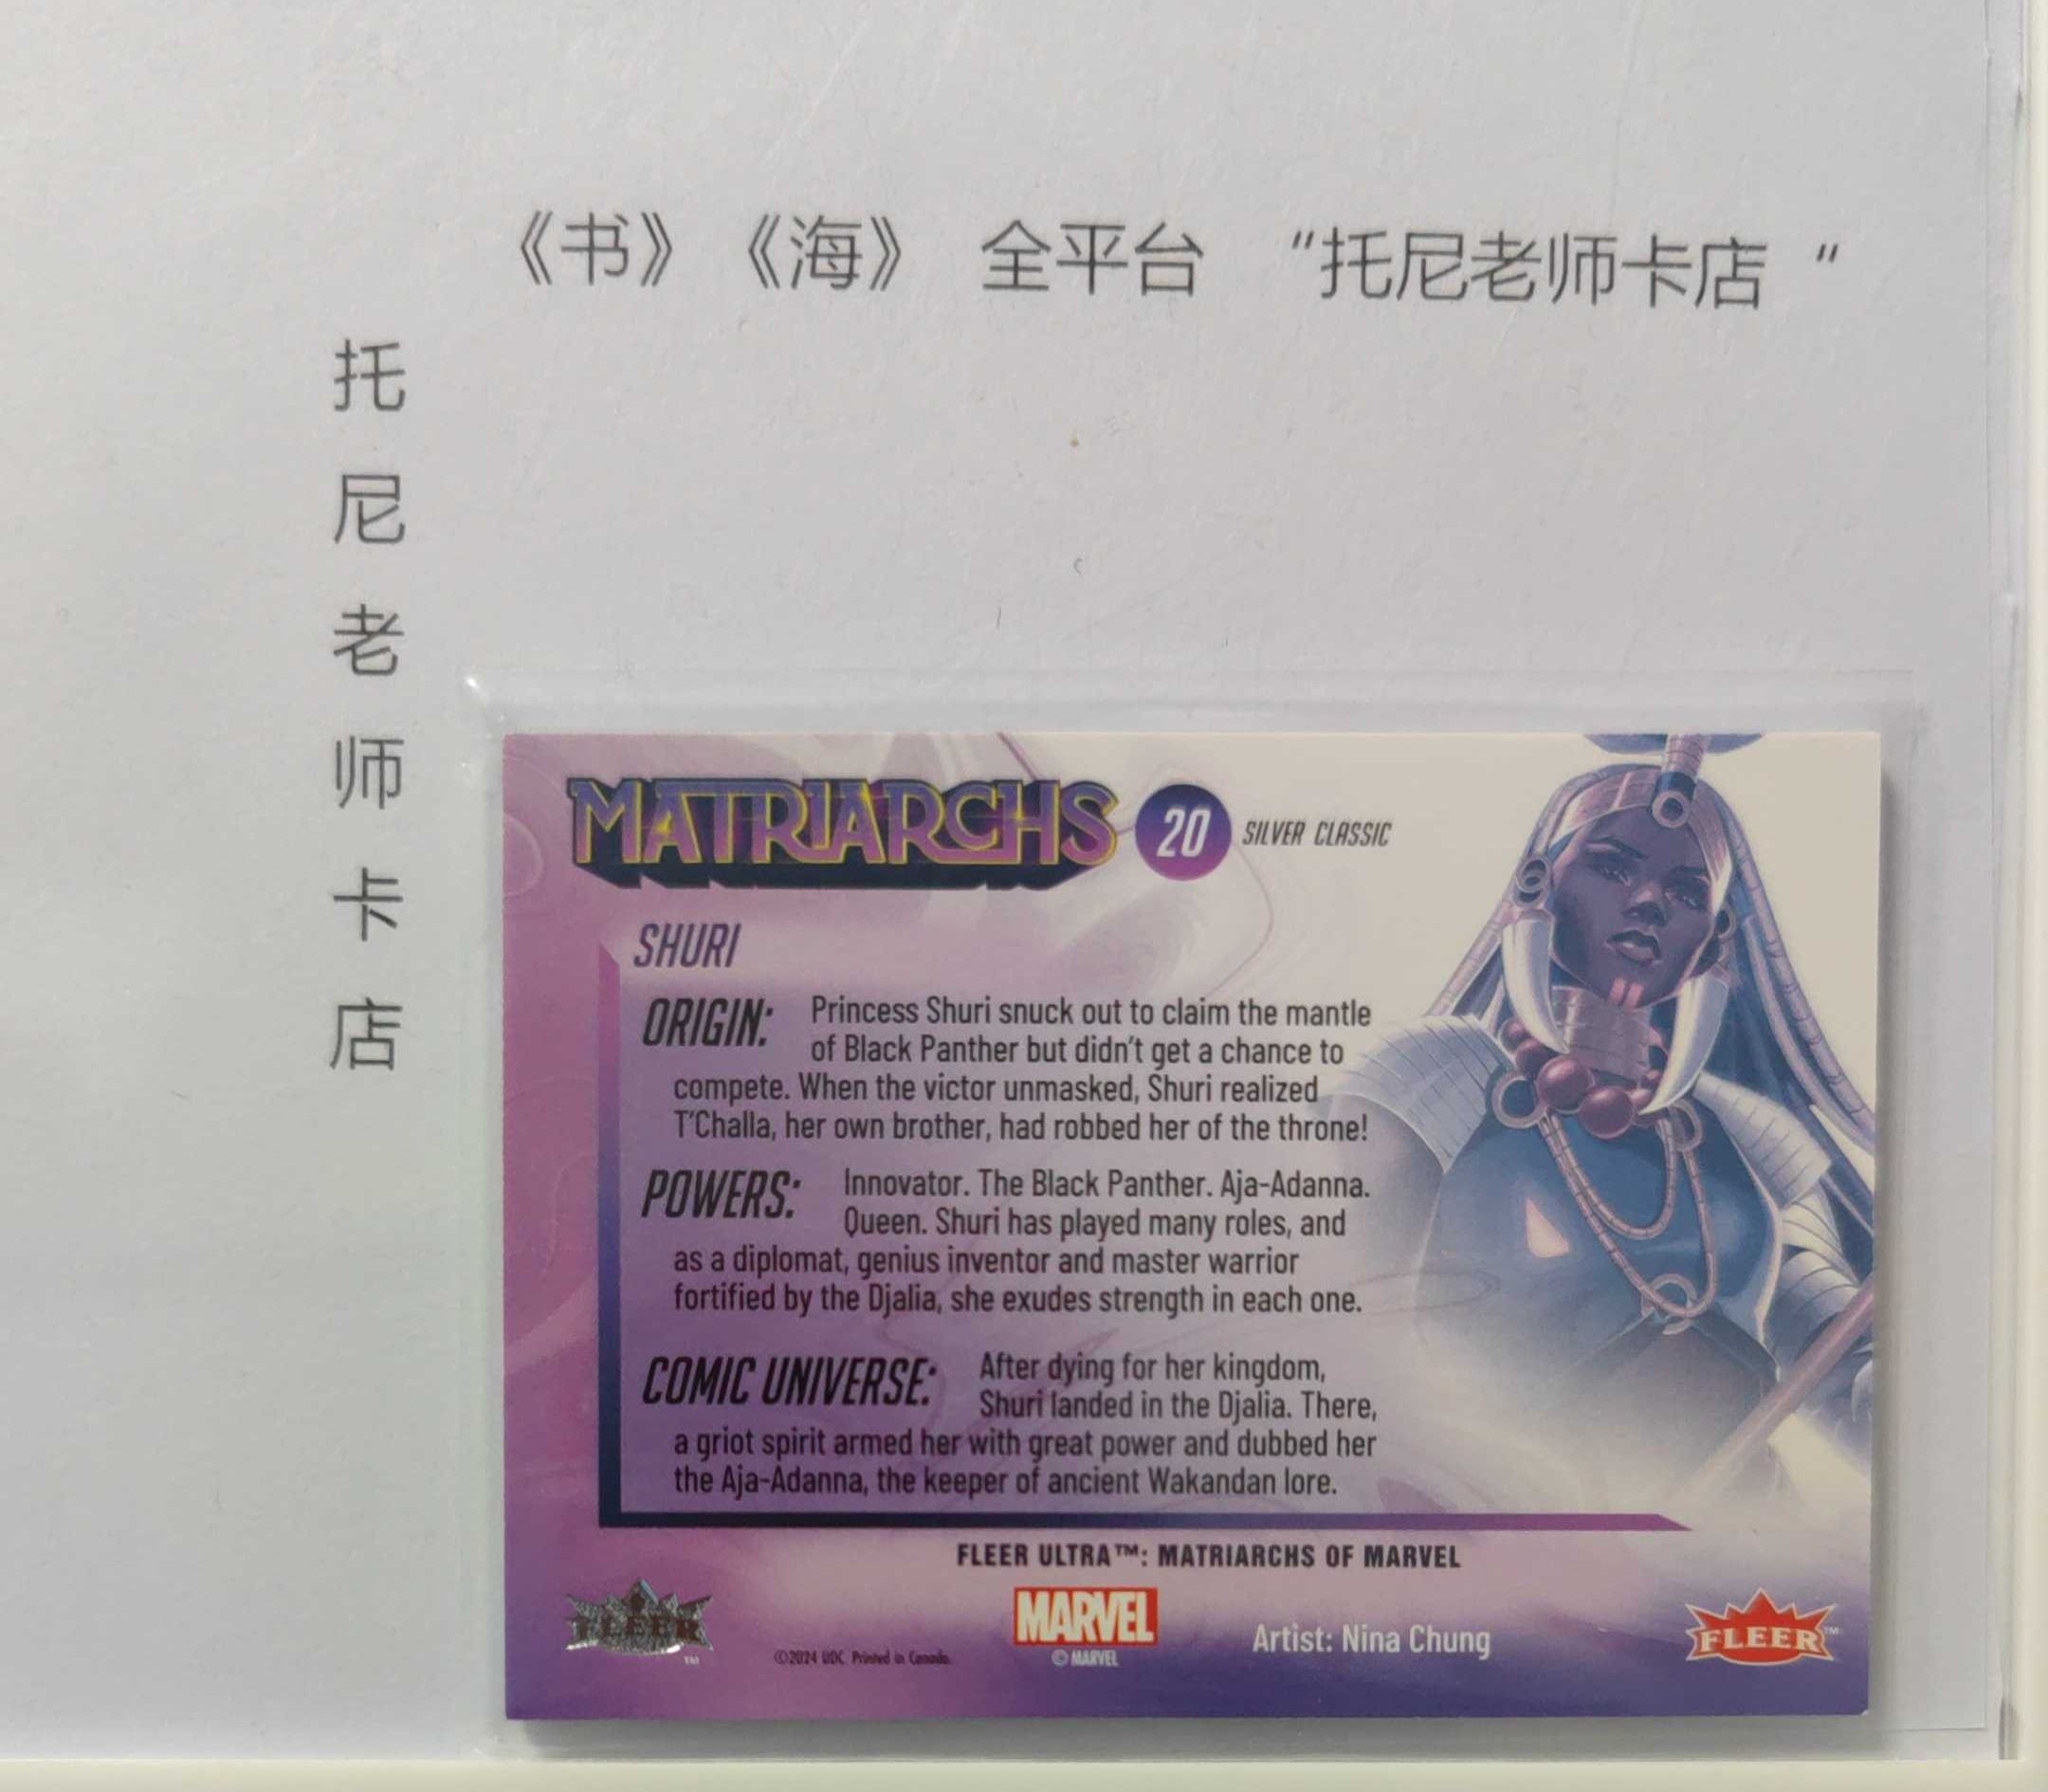 《书》《海》 全平台 “托尼老师卡店“
托
尼
老
师
卡
店
MATRIARCHS 20 SILVER CLASSIC
SHURI
ORIGIN: Princess Shuri snuck out to claim the mantle
of Black Panther but didn't get a chance to
compete. When the victor unmasked, Shuri realized
T'Challa, her own brother, had robbed her of the throne!
POWERS: Innovator. The Black Panther. Aja-Adanna.
Queen. Shuri has played many roles, and
as a diplomat, genius inventor and master warrior
fortified by the Djalia, she exudes strength in each one.
COMIC UNIVERSE: After dying for her kingdom,
Shuri landed in the Djalia. There,
a griot spirit armed her with great power and dubbed her
the Aja-Adanna, the keeper of ancient Wakandan lore.
FLEER ULTRA™: MATRIARCHS OF MARVEL
FLEER™
©2024 UDC. Printed in Canada.
MARVEL
© MARVEL
Artist: Nina Chung
FLEER™